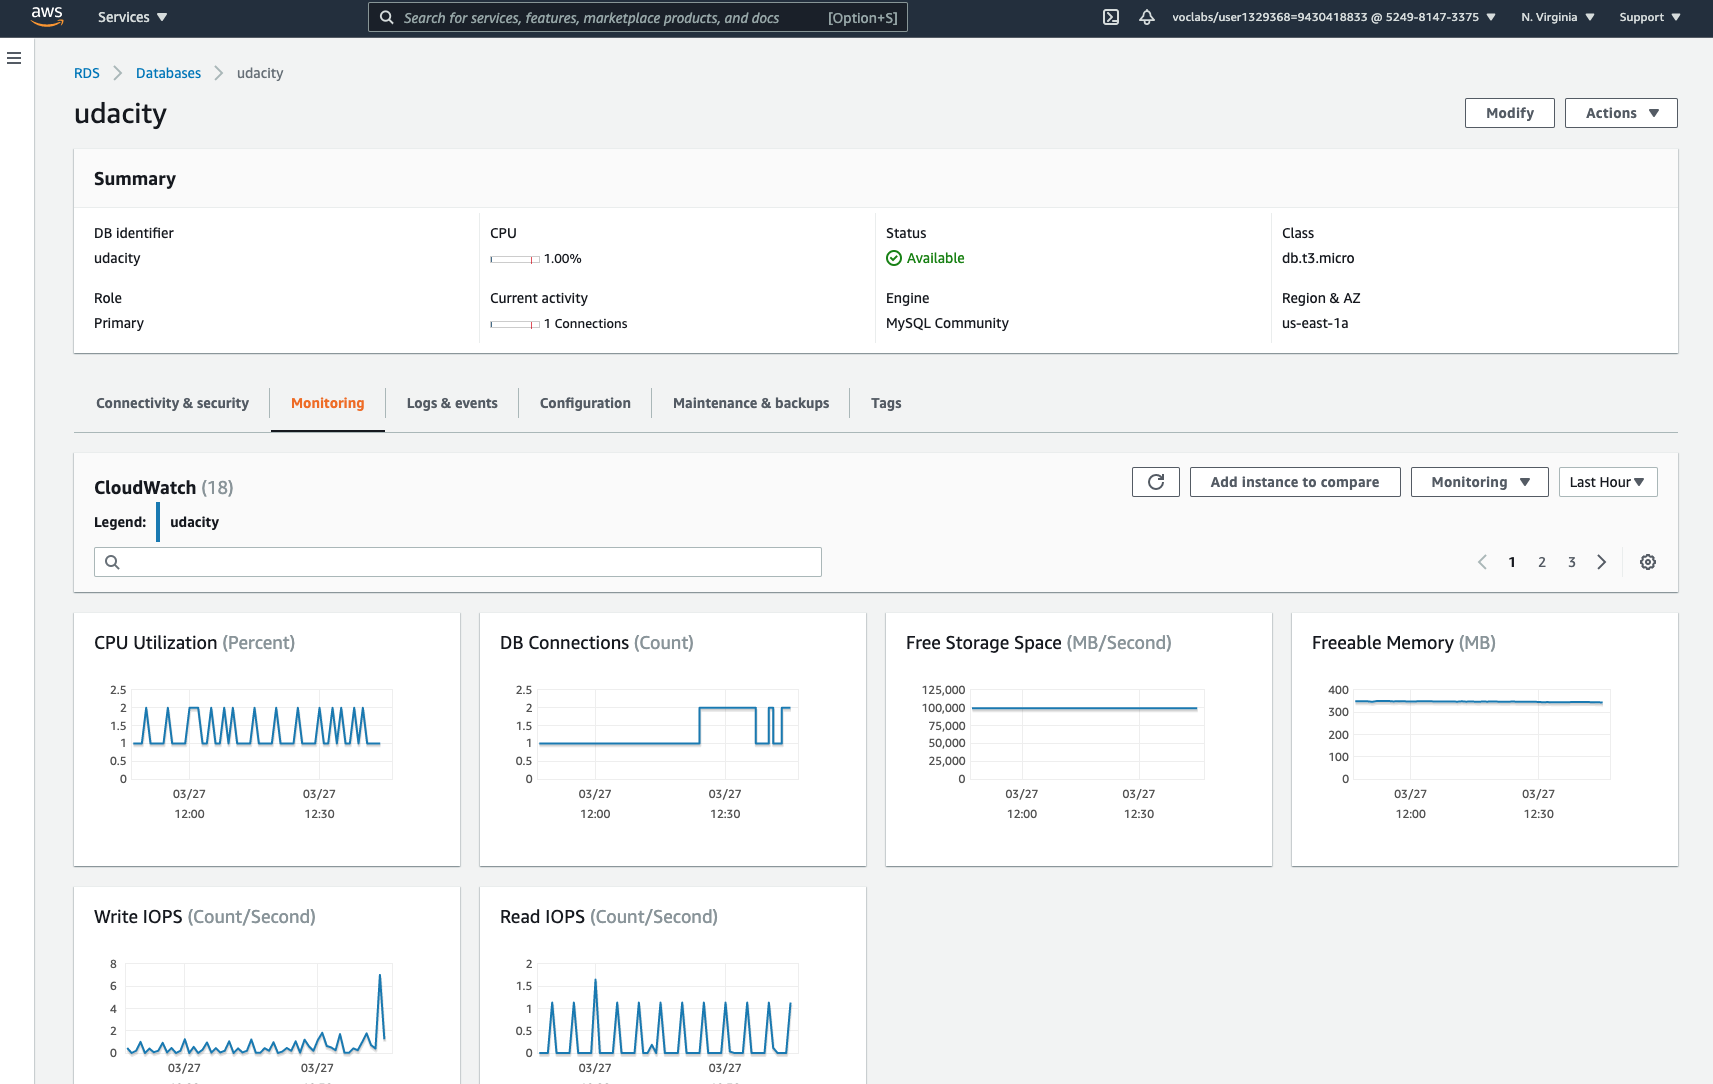 aws Services Search for services, features, marketplace products, and docs [Option+S] voclabs/user1329368=9430418833 @ 5249-8147-3375 N. Virginia Support
RDS Databases udacity
udacity
Modify Actions
Summary
DB identifier CPU Status Class
udacity 1.00% Available db.t3.micro
Role Current activity Engine Region & AZ
Primary 1 Connections MySQL Community us-east-1a
Connectivity & security Monitoring Logs & events Configuration Maintenance & backups Tags
CloudWatch (18)
Add instance to compare Monitoring Last Hour
Legend: udacity
1 2 3
CPU Utilization (Percent)
2.5
2
1.5
1
0.5
0
03/27 03/27
12:00 12:30
DB Connections (Count)
2.5
2
1.5
1
0.5
0
03/27 03/27
12:00 12:30
Free Storage Space (MB/Second)
125,000
100,000
75,000
50,000
25,000
0
03/27 03/27
12:00 12:30
Freeable Memory (MB)
400
300
200
100
0
03/27 03/27
12:00 12:30
Write IOPS (Count/Second)
8
6
4
2
0
03/27 03/27
Read IOPS (Count/Second)
2
1.5
1
0.5
0
03/27 03/27